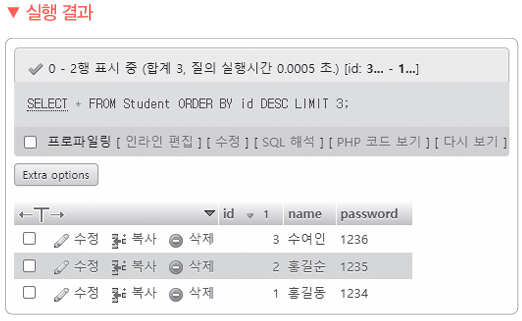 ▼ 실행 결과
0 - 2행 표시 중 (합계 3, 질의 실행시간 0.0005 초.) [id: 3... - 1...]
SELECT * FROM Student ORDER BY id DESC LIMIT 3;
프로파일링 [ 인라인 편집 ] [ 수정 ] [ SQL 해석 ] [ PHP 코드 보기 ] [ 다시 보기 ]
Extra options
←T→ ▼ id ▼ 1 name password
수정 복사 삭제 3 수여인 1236
수정 복사 삭제 2 홍길순 1235
수정 복사 삭제 1 홍길동 1234